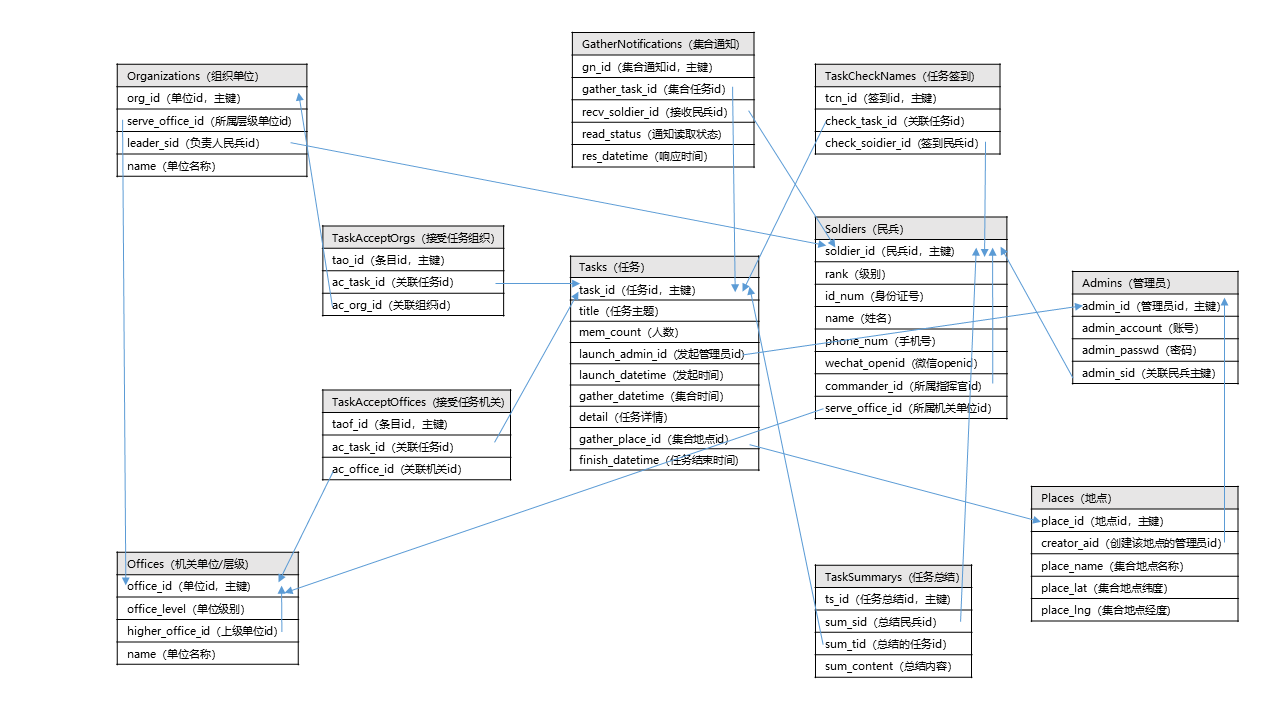 Organizations（组织单位）
org_id（单位id，主键）
serve_office_id（所属层级单位id）
leader_sid（负责人民兵id）
name（单位名称）
GatherNotifications（集合通知）
gn_id（集合通知id，主键）
gather_task_id（集合任务id）
recv_soldier_id（接收民兵id）
read_status（通知读取状态）
res_datetime（响应时间）
TaskCheckNames（任务签到）
tcn_id（签到id，主键）
check_task_id（关联任务id）
check_soidier_id（签到民兵id）
TaskAcceptOrgs（接受任务组织）
tao_id（条目id，主键）
ac_task_id（关联任务id）
ac_org_id（关联组织id）
Tasks（任务）
task_id（任务id，主键）
title（任务主题）
mem_count（人数）
launch_admin_id（发起管理员id）
launch_datetime（发起时间）
gather_datetime（集合时间）
detail（任务详情）
gather_place_id（集合地点id）
finish_datetime（任务结束时间）
Soldiers（民兵）
soldier_id（民兵id，主键）
rank（级别）
id_num（身份证号）
name（姓名）
phone_num（手机号）
wechat_openid（微信openid）
commander_id（所属指挥官id）
serve_office_id（所属机关单位id）
Admins（管理员）
admin_id（管理员id，主键）
admin_account（账号）
admin_passwd（密码）
admin_sid（关联民兵主键）
TaskAcceptOffices（接受任务机关）
taof_id（条目id，主键）
ac_task_id（关联任务id）
ac_office_id（关联机关id）
Offices（机关单位/层级）
office_id（单位id，主键）
office_level（单位级别）
higher_office_id（上级单位id）
name（单位名称）
TaskSummarys（任务总结）
ts_id（任务总结id，主键）
sum_sid（总结民兵id）
sum_tid（总结的任务id）
sum_content（总结内容）
Places（地点）
place_id（地点id，主键）
creator_aid（创建该地点的管理员id）
place_name（集合地点名称）
place_lat（集合地点纬度）
place_lng（集合地点经度）